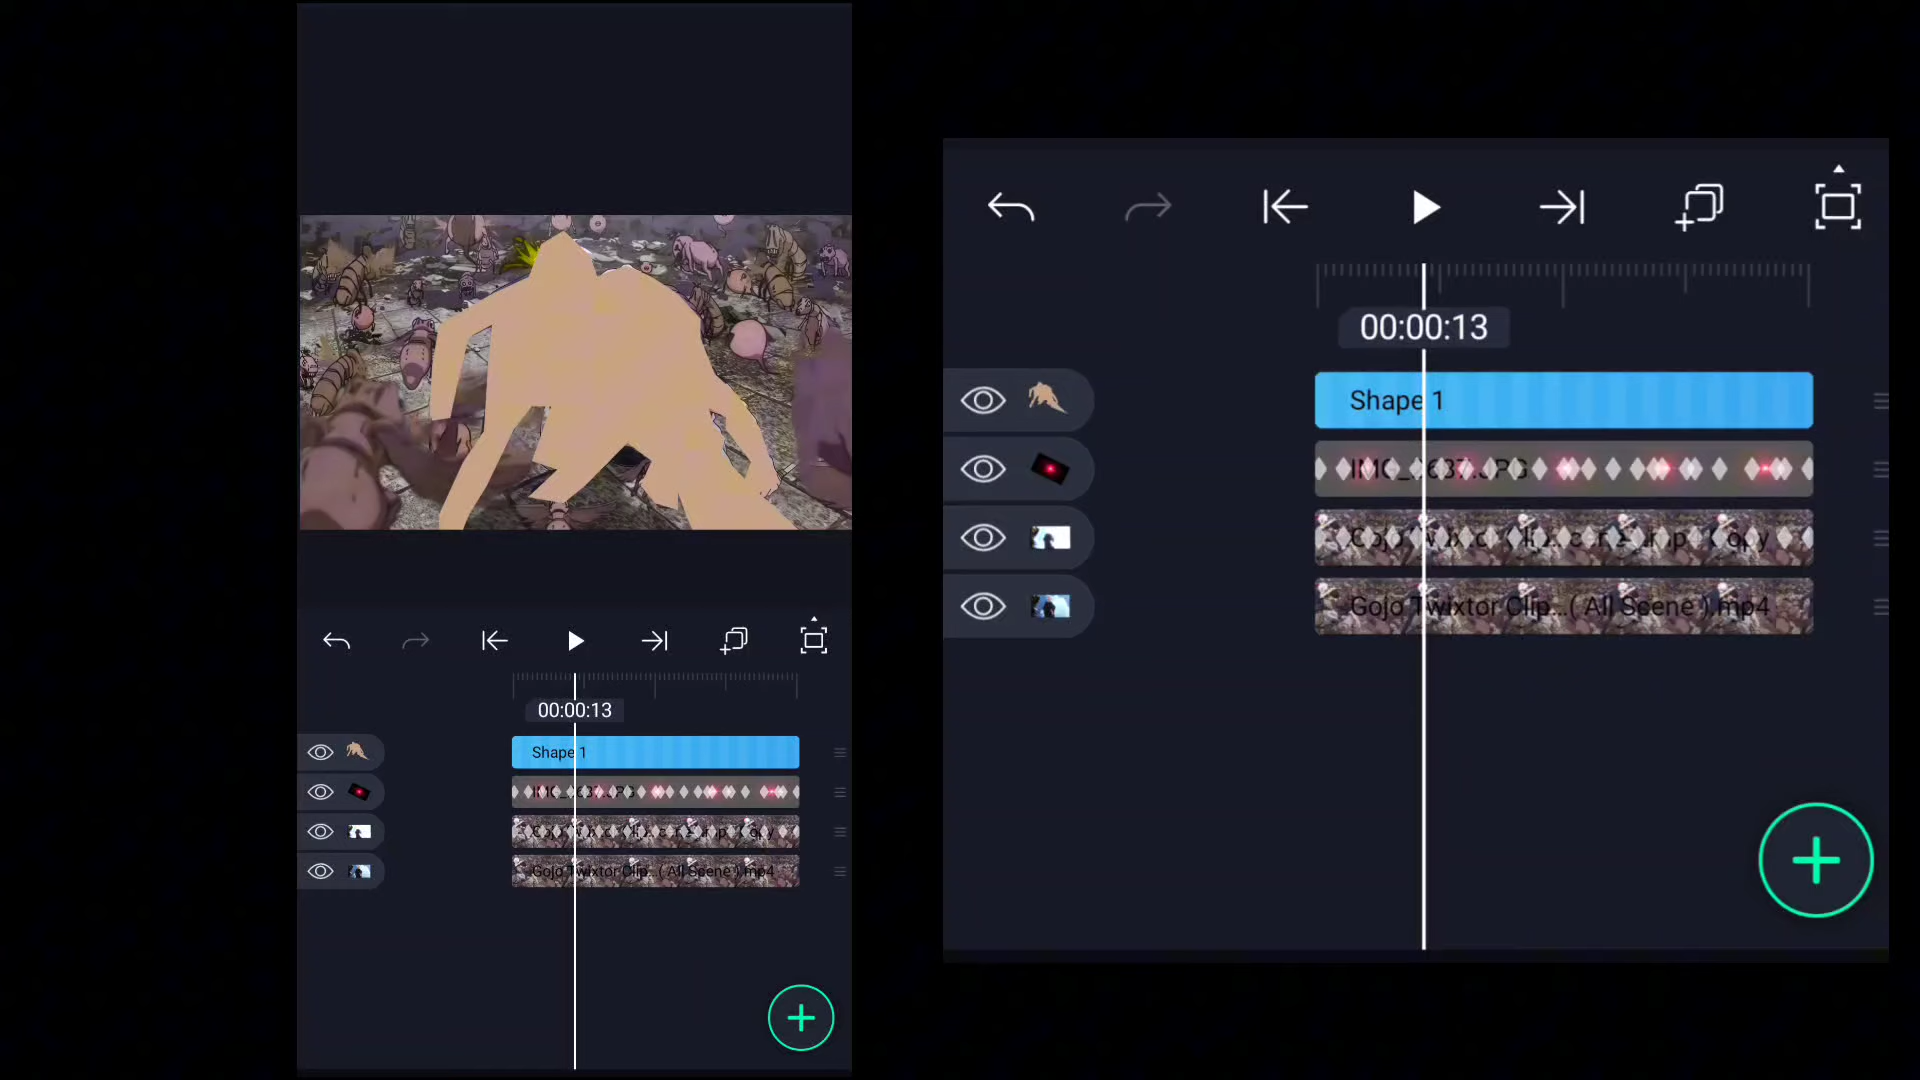 00:00:13
Shape 1
Gojo Twixtor Clip...( All Scene ).mp4
00:00:13
Shape 1
Gojo Twixtor Clip...( All Scene ).mp4